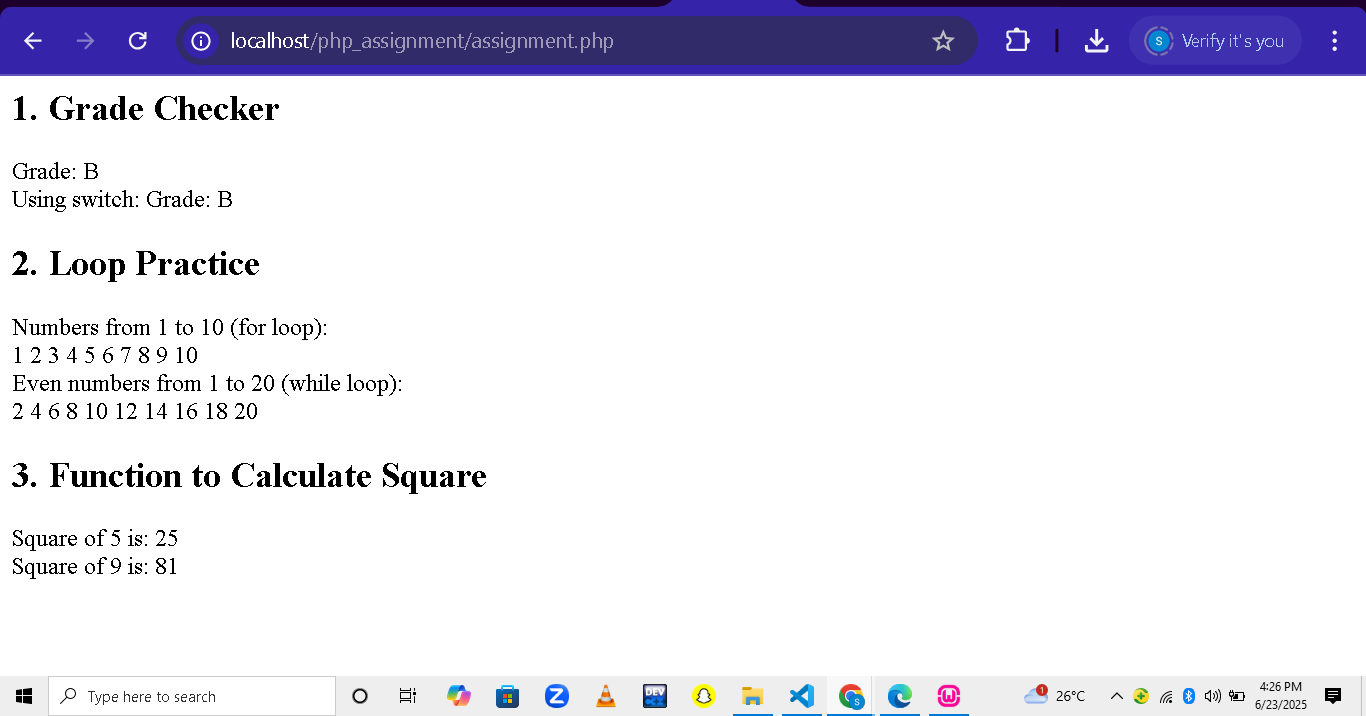 localhost/php_assignment/assignment.php
S
Verify it's you
1. Grade Checker
Grade: B
Using switch: Grade: B
2. Loop Practice
Numbers from 1 to 10 (for loop):
1 2 3 4 5 6 7 8 9 10
Even numbers from 1 to 20 (while loop):
2 4 6 8 10 12 14 16 18 20
3. Function to Calculate Square
Square of 5 is: 25
Square of 9 is: 81
Type here to search
Z
DEV
S
W
1
26°C
4:26 PM
6/23/2025